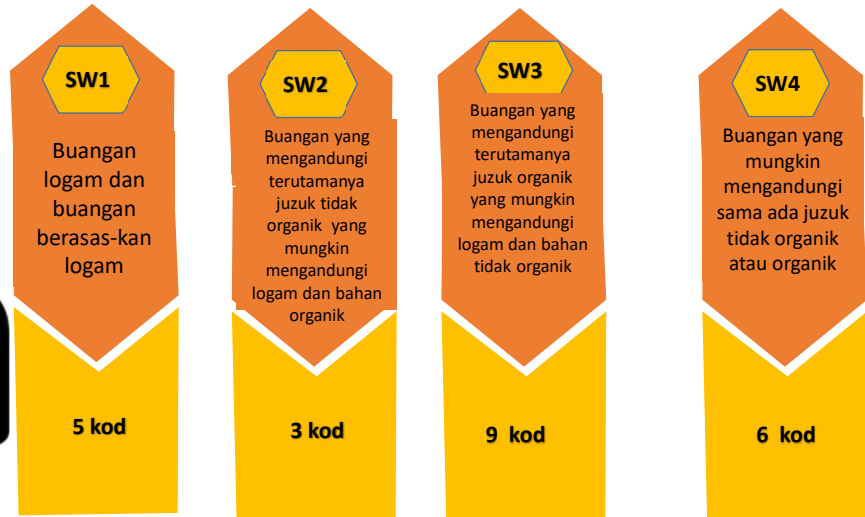 SW1
Buangan
logam dan
buangan
berasas-kan
logam
5 kod
SW2
Buangan yang
mengandungi
terutamanya
juzuk tidak
organik yang
mungkin
mengandungi
logam dan bahan
organik
3 kod
SW3
Buangan yang
mengandungi
terutamanya
juzuk organik
yang mungkin
mengandungi
logam dan bahan
tidak organik
9 kod
SW4
Buangan yang
mungkin
mengandungi
sama ada juzuk
tidak organik
atau organik
6 kod